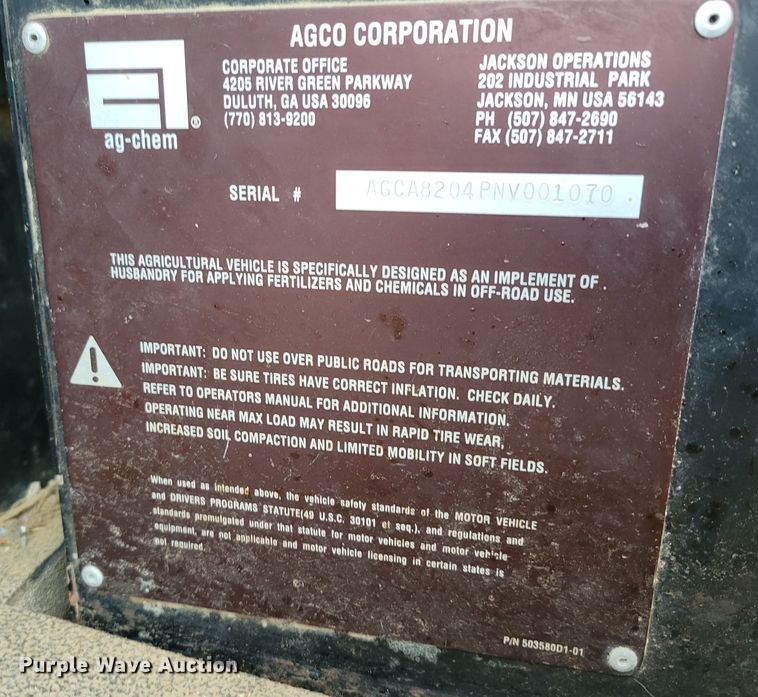 AGCO CORPORATION
CORPORATE OFFICE
4205 RIVER GREEN PARKWAY
DULUTH, GA USA 30096
(770) 813-9200
JACKSON OPERATIONS
202 INDUSTRIAL PARK
JACKSON, MN USA 56143
PH (507) 847-2690
FAX (507) 847-2711
ag-chem ®
SERIAL # AGCA8204PNV001070
THIS AGRICULTURAL VEHICLE IS SPECIFICALLY DESIGNED AS AN IMPLEMENT OF
HUSBANDRY FOR APPLYING FERTILIZERS AND CHEMICALS IN OFF-ROAD USE.
IMPORTANT: DO NOT USE OVER PUBLIC ROADS FOR TRANSPORTING MATERIALS.
IMPORTANT: BE SURE TIRES HAVE CORRECT INFLATION. CHECK DAILY.
REFER TO OPERATORS MANUAL FOR ADDITIONAL INFORMATION.
OPERATING NEAR MAX LOAD MAY RESULT IN RAPID TIRE WEAR,
INCREASED SOIL COMPACTION AND LIMITED MOBILITY IN SOFT FIELDS.
When used as intended above, the vehicle safety standards of the MOTOR VEHICLE
and DRIVERS PROGRAMS STATUTE(49 U.S.C. 30101 et seq.), and regulations and
standards promulgated under that statute for motor vehicles and motor vehicle
equipment, are not applicable and motor vehicle licensing in certain states is
not required.
P/N 503580D1-01
Purple Wave Auction